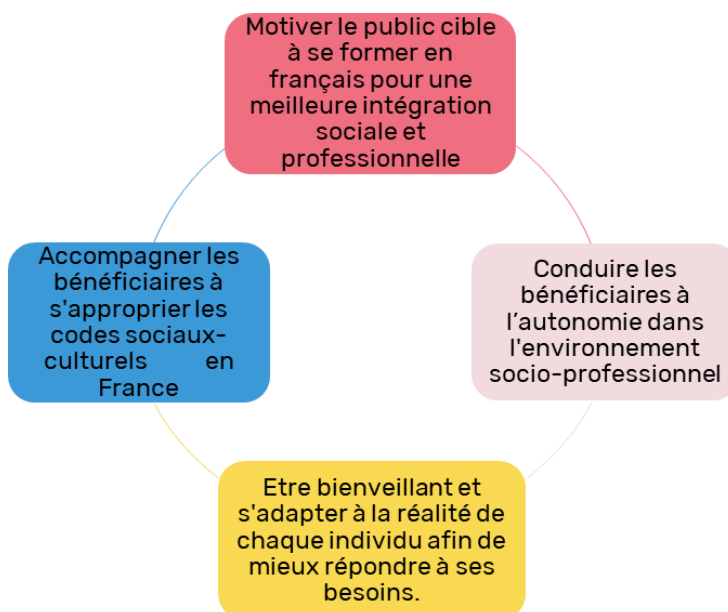 Motiver le public cible
à se former en
français pour une
meilleure intégration
sociale et
professionnelle
Accompagner les
bénéficiaires à
s'approprier les
codes sociaux-
culturels en
France
Conduire les
bénéficiaires à
l’autonomie dans
l'environnement
socio-professionnel
Etre bienveillant et
s'adapter à la réalité de
chaque individu afin de
mieux répondre à ses
besoins.